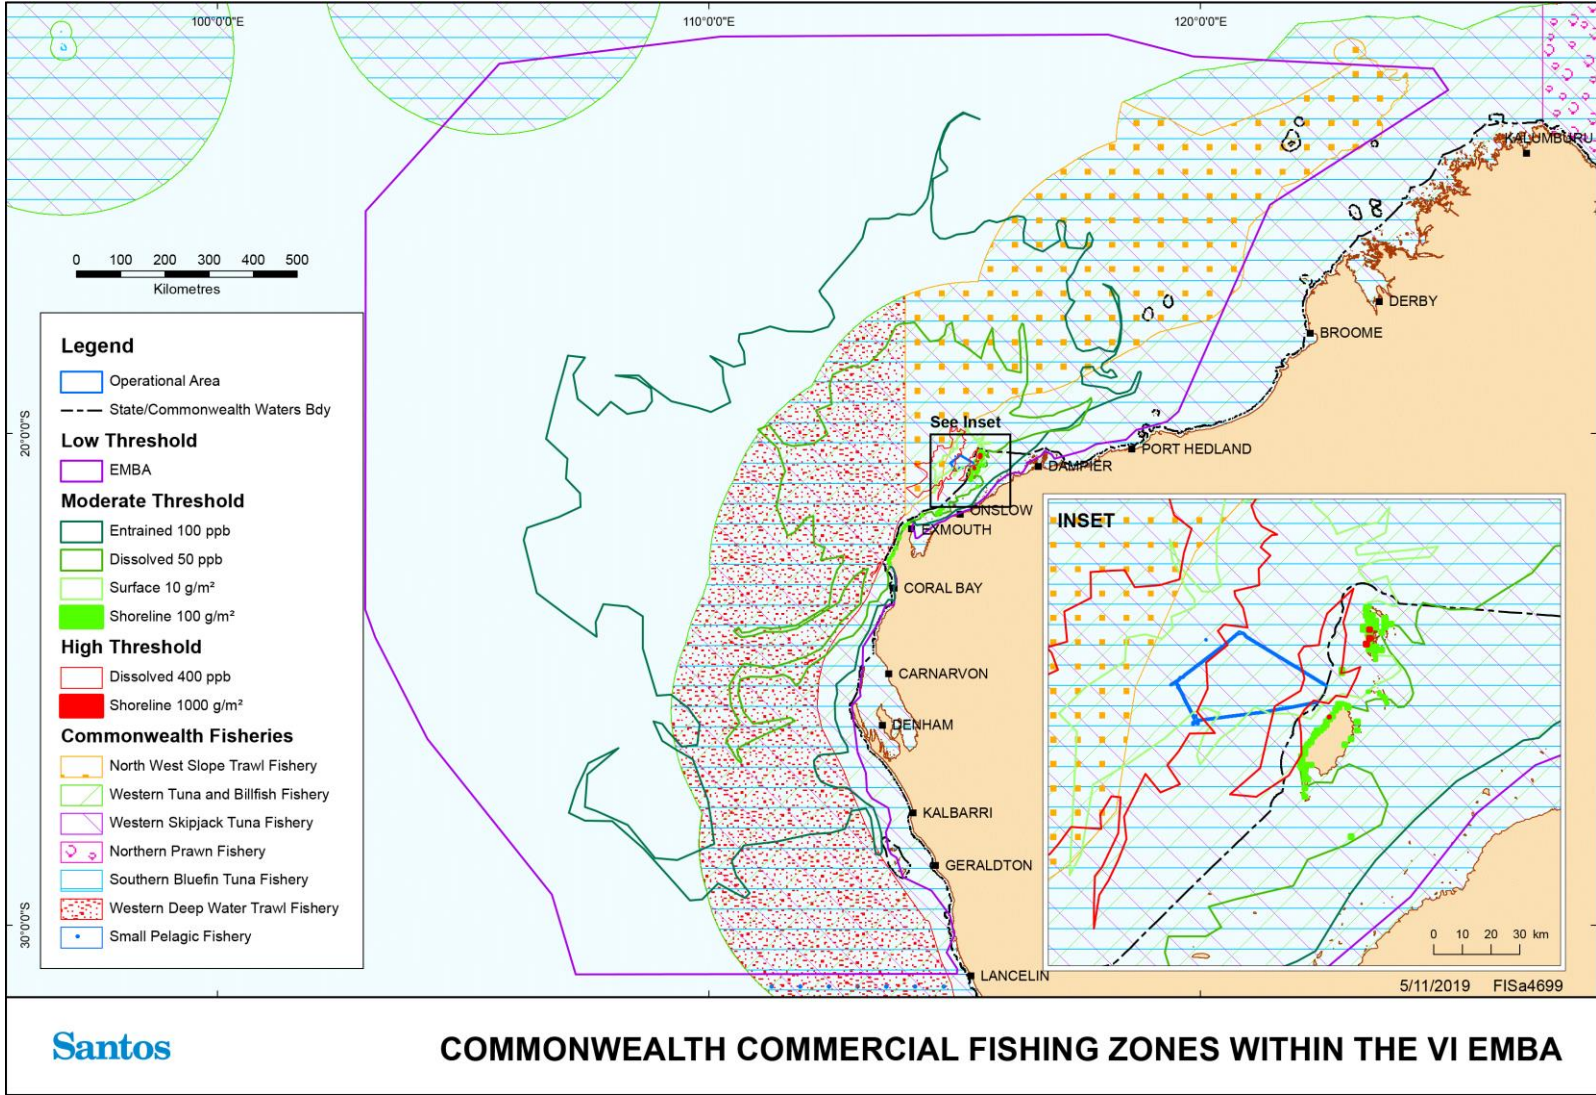 100°0'0"E
110°0'0"E
120°0'0"E
KALUMBURU
DERBY
BROOME
0 100 200 300 400 500
Kilometres
20°0'0"S
30°0'0"S
See Inset
PORT HEDLAND
DAMPIER
ONSLOW
EXMOUTH
CORAL BAY
CARNARVON
DENHAM
KALBARRI
GERALDTON
LANCELIN
Legend
Operational Area
State/Commonwealth Waters Bdy
Low Threshold
EMBA
Moderate Threshold
Entrained 100 ppb
Dissolved 50 ppb
Surface 10 g/m²
Shoreline 100 g/m²
High Threshold
Dissolved 400 ppb
Shoreline 1000 g/m²
Commonwealth Fisheries
North West Slope Trawl Fishery
Western Tuna and Billfish Fishery
Western Skipjack Tuna Fishery
Northern Prawn Fishery
Southern Bluefin Tuna Fishery
Western Deep Water Trawl Fishery
Small Pelagic Fishery
INSET
0 10 20 30 km
5/11/2019 FISa4699
Santos
COMMONWEALTH COMMERCIAL FISHING ZONES WITHIN THE VI EMBA